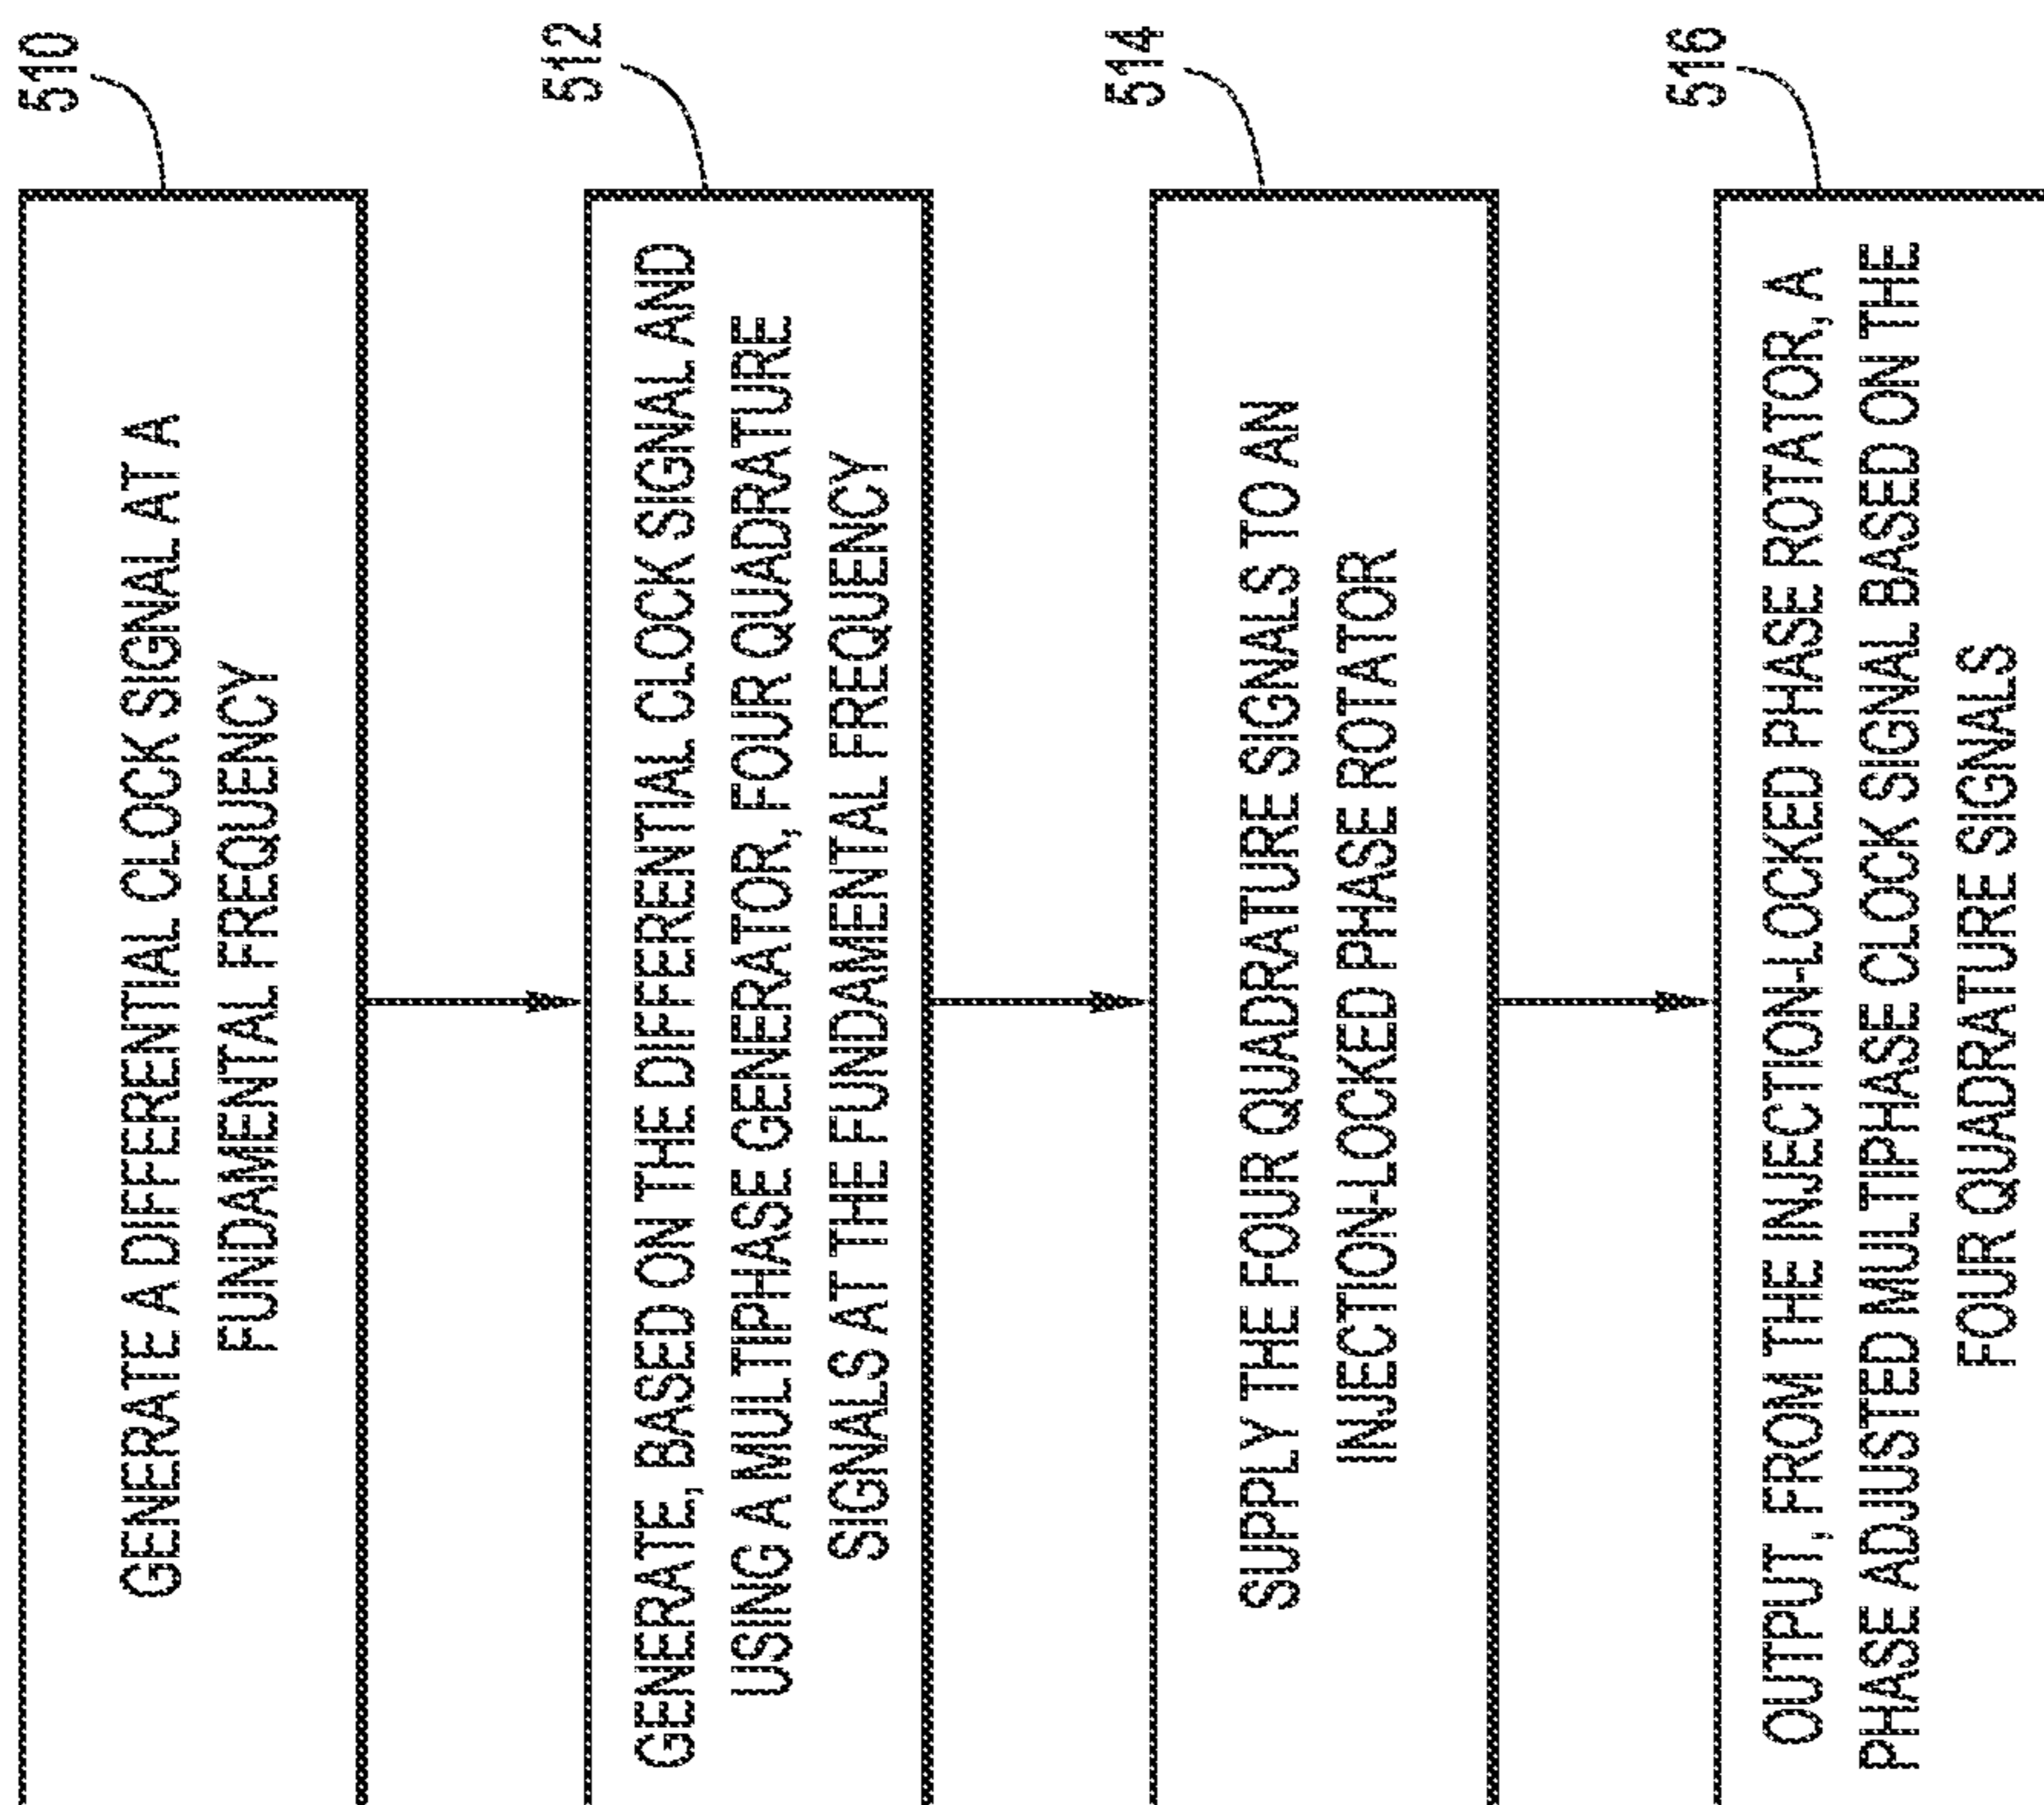 510
GENERATE A DIFFERENTIAL CLOCK SIGNAL AT A
FUNDAMENTAL FREQUENCY
512
GENERATE, BASED ON THE DIFFERENTIAL CLOCK SIGNAL AND
USING A MULTIPHASE GENERATOR, FOUR QUADRATURE
SIGNALS AT THE FUNDAMENTAL FREQUENCY
514
SUPPLY THE FOUR QUADRATURE SIGNALS TO AN
INJECTION-LOCKED PHASE ROTATOR
516
OUTPUT, FROM THE INJECTION-LOCKED PHASE ROTATOR, A
PHASE ADJUSTED MULTIPHASE CLOCK SIGNAL BASED ON THE
FOUR QUADRATURE SIGNALS